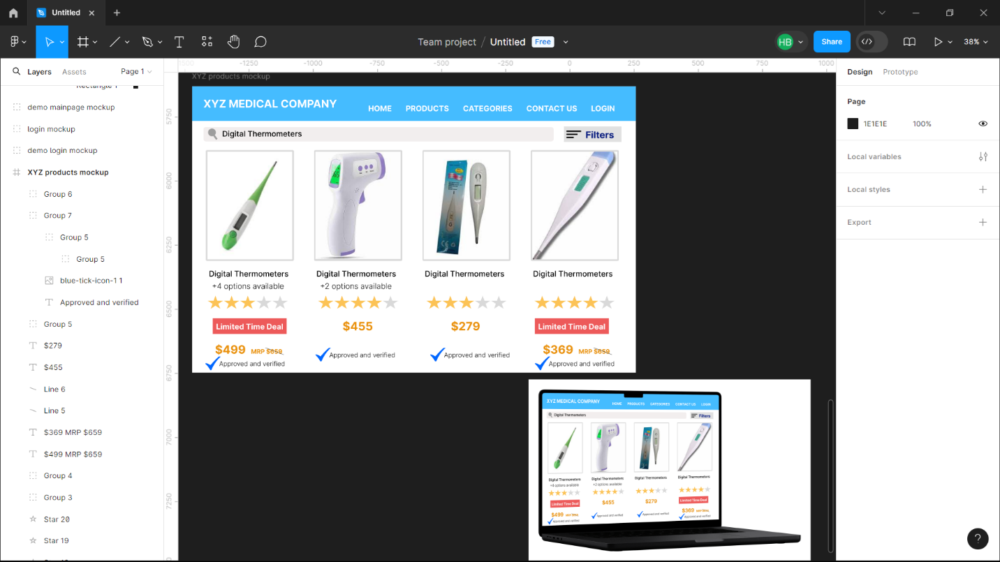 Untitled
Team project / Untitled Free
HB
Share
38%
Layers Assets Page 1
Rectangle 1
demo mainpage mockup
login mockup
demo login mockup
XYZ products mockup
Group 6
Group 7
Group 5
Group 5
blue-tick-icon-1 1
Approved and verified
Group 5
$279
$455
Line 6
Line 5
$369 MRP $659
$499 MRP $659
Group 4
Group 3
Star 20
Star 19
-1500 -1250 -1000 -750 -500 -250 0 250 500 750 1000
5750
6000
6250
6500
6750
7000
7250
XYZ products mockup
XYZ MEDICAL COMPANY HOME PRODUCTS CATEGORIES CONTACT US LOGIN
Digital Thermometers Filters
Digital Thermometers Digital Thermometers Digital Thermometers Digital Thermometers
+4 options available +2 options available
Limited Time Deal $455 $279 Limited Time Deal
$499 MRP $659 $369 MRP $659
Approved and verified Approved and verified Approved and verified Approved and verified
XYZ MEDICAL COMPANY HOME PRODUCTS CATEGORIES CONTACT US LOGIN
Digital Thermometers Filters
Digital Thermometers Digital Thermometers Digital Thermometers Digital Thermometers
+4 options available +2 options available
Limited Time Deal $455 $279 Limited Time Deal
$499 $369
Approved and verified Approved and verified Approved and verified Approved and verified
Design Prototype
Page
1E1E1E 100%
Local variables
Local styles
Export
?